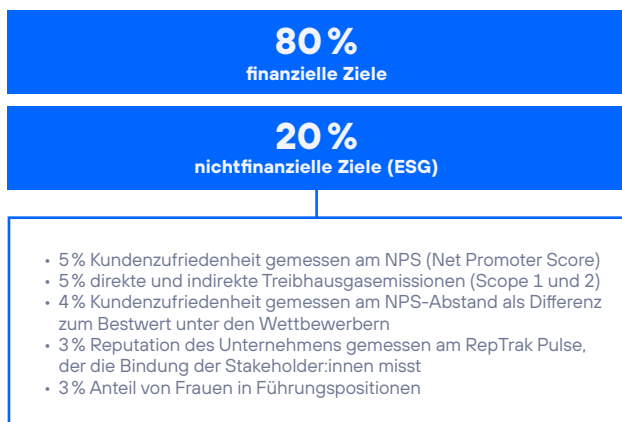 80 %
finanzielle Ziele
20 %
nichtfinanzielle Ziele (ESG)
• 5 % Kundenzufriedenheit gemessen am NPS (Net Promoter Score)
• 5 % direkte und indirekte Treibhausgasemissionen (Scope 1 und 2)
• 4 % Kundenzufriedenheit gemessen am NPS-Abstand als Differenz
zum Bestwert unter den Wettbewerbern
• 3 % Reputation des Unternehmens gemessen am RepTrak Pulse,
der die Bindung der Stakeholder:innen misst
• 3 % Anteil von Frauen in Führungspositionen